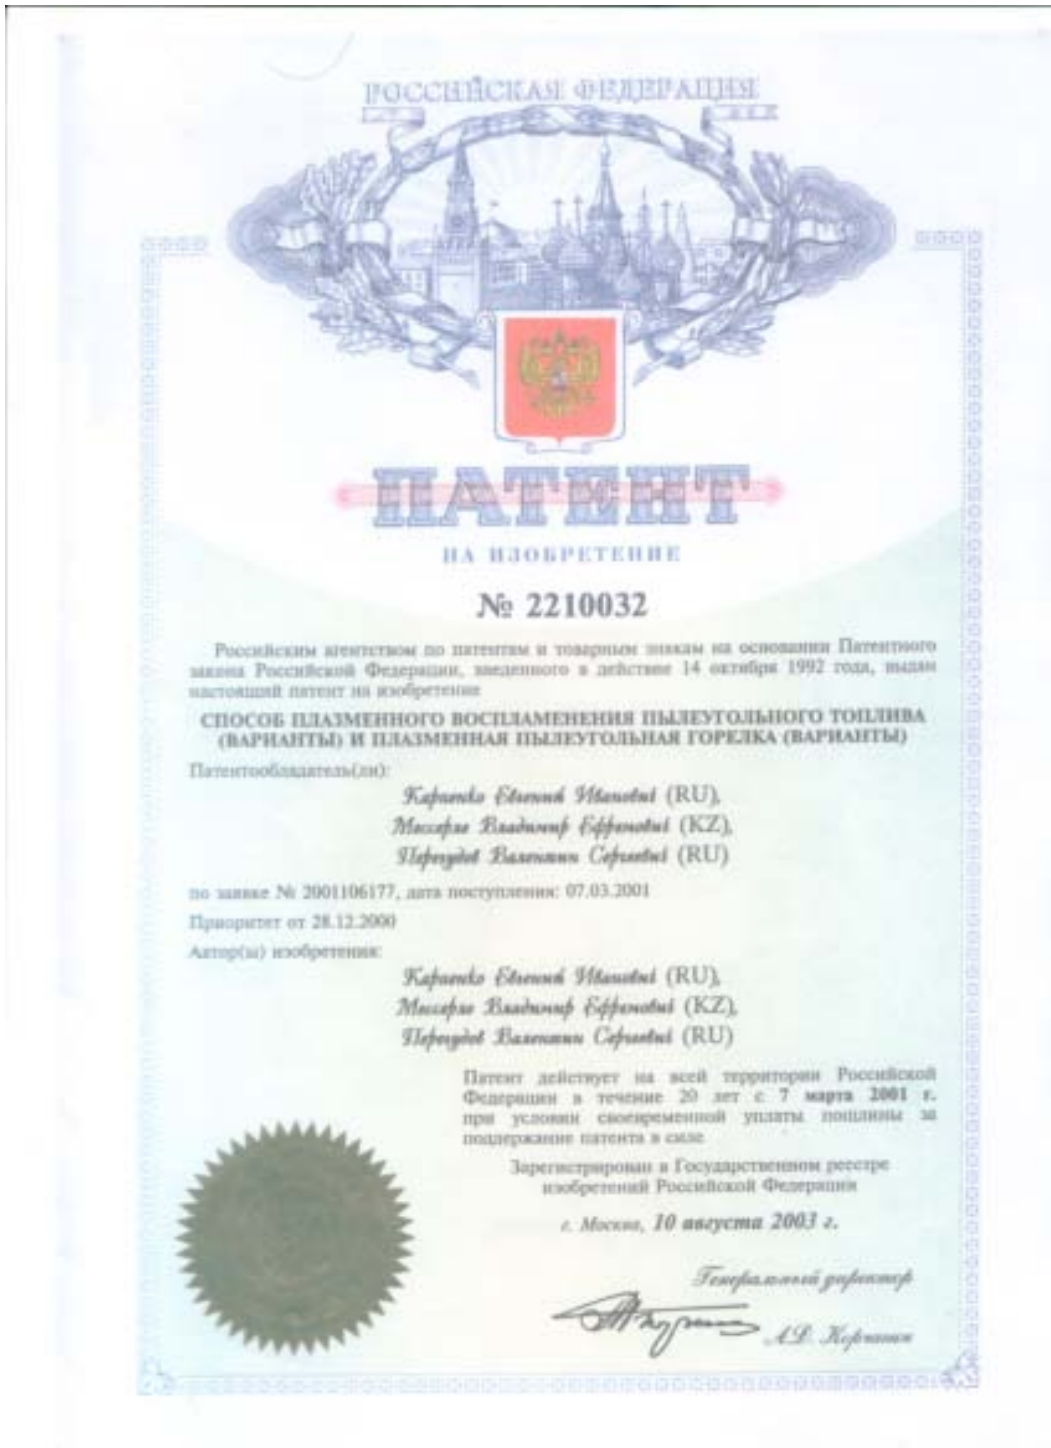 РОССИЙСКАЯ ФЕДЕРАЦИЯ
ПАТЕНТ
НА ИЗОБРЕТЕНИЕ
№ 2210032
Российским агентством по патентам и товарным знакам на основании Патентного
закона Российской Федерации, введенного в действие 14 октября 1992 года, выдан
настоящий патент на изобретение
СПОСОБ ПЛАЗМЕННОГО ВОСПЛАМЕНЕНИЯ ПЫЛЕУГОЛЬНОГО ТОПЛИВА
(ВАРИАНТЫ) И ПЛАЗМЕННАЯ ПЫЛЕУГОЛЬНАЯ ГОРЕЛКА (ВАРИАНТЫ)
Патентообладатель(ли):
Карпенко Евгений Иванович (RU),
Мессерле Владимир Ефремович (KZ),
Перегудов Валентин Сергеевич (RU)
по заявке № 2001106177, дата поступления: 07.03.2001
Приоритет от 28.12.2000
Автор(ы) изобретения:
Карпенко Евгений Иванович (RU),
Мессерле Владимир Ефремович (KZ),
Перегудов Валентин Сергеевич (RU)
Патент действует на всей территории Российской
Федерации в течение 20 лет с 7 марта 2001 г.
при условии своевременной уплаты пошлины за
поддержание патента в силе
Зарегистрирован в Государственном реестре
изобретений Российской Федерации
г. Москва, 10 августа 2003 г.
Генеральный директор
А.Д. Корчагин